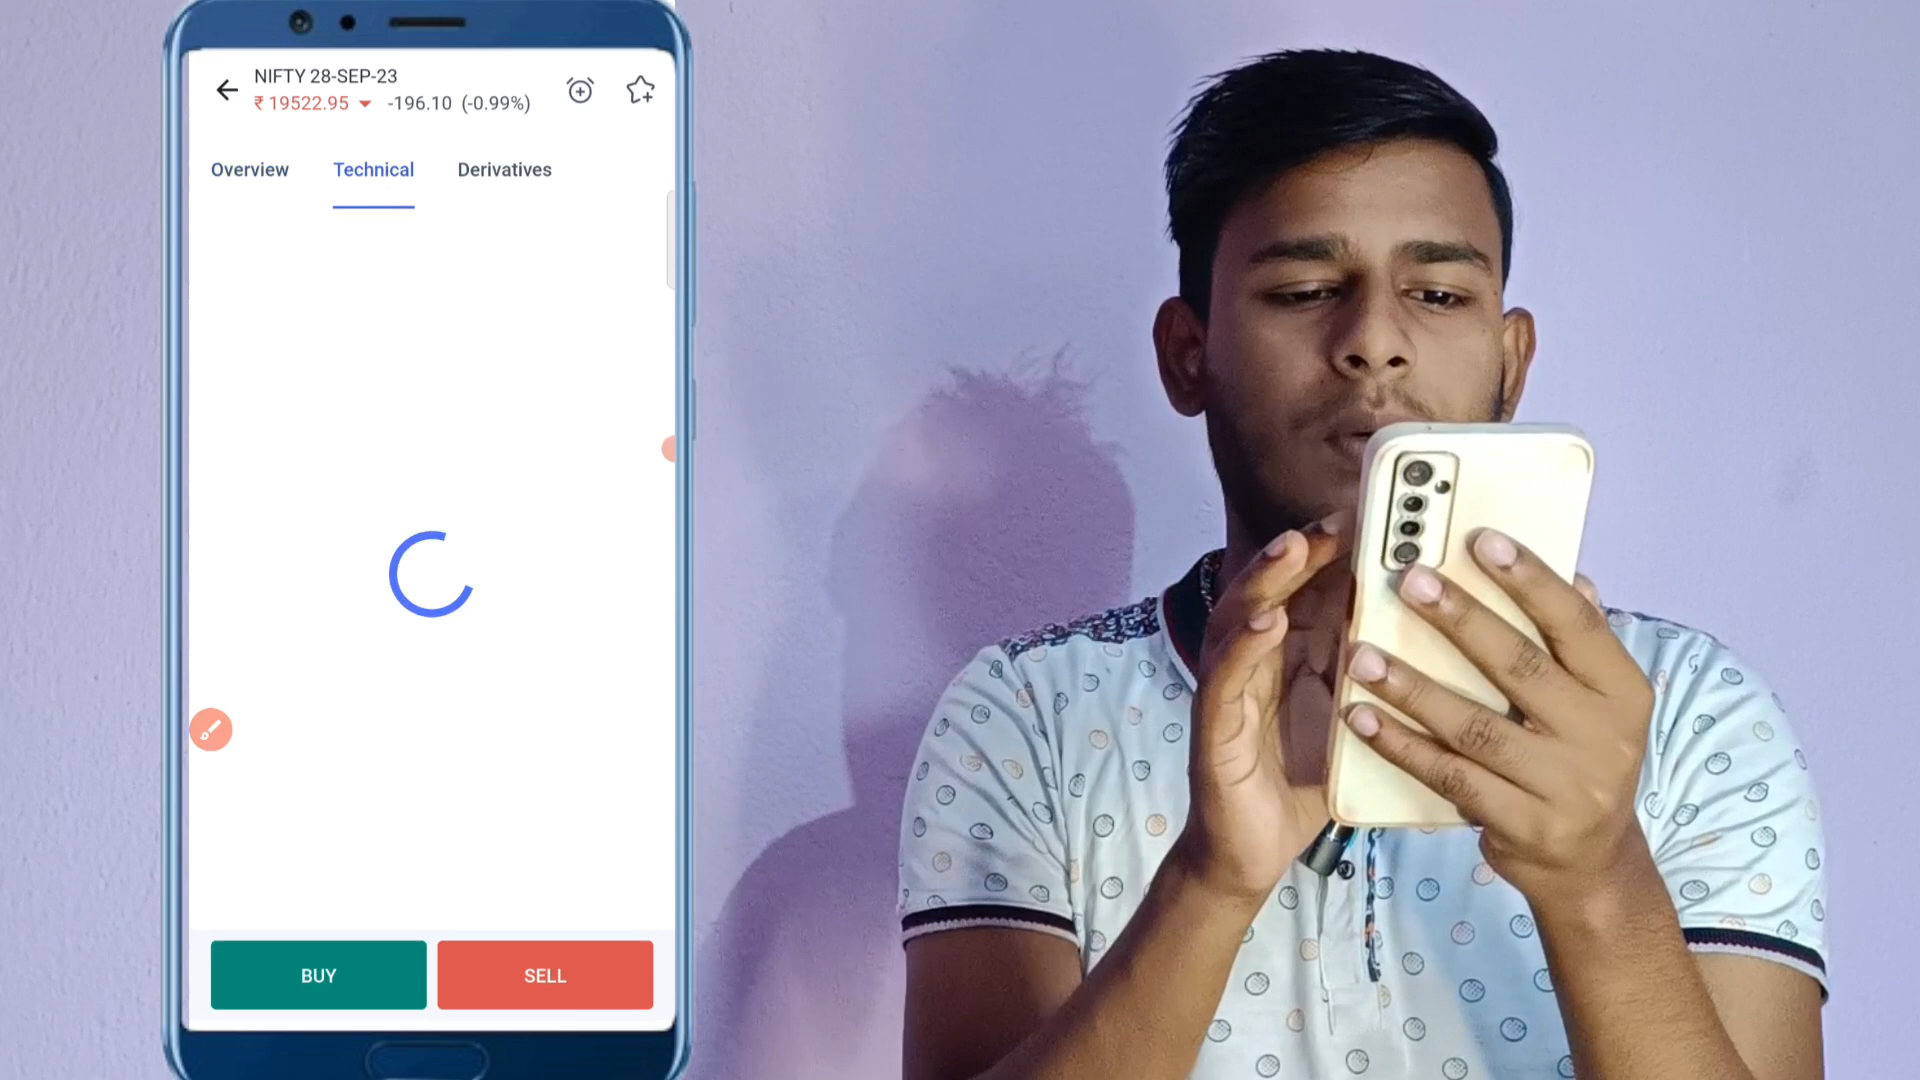 NIFTY 28-SEP-23
₹ 19522.95 -196.10 (-0.99%)
Overview Technical Derivatives
BUY SELL